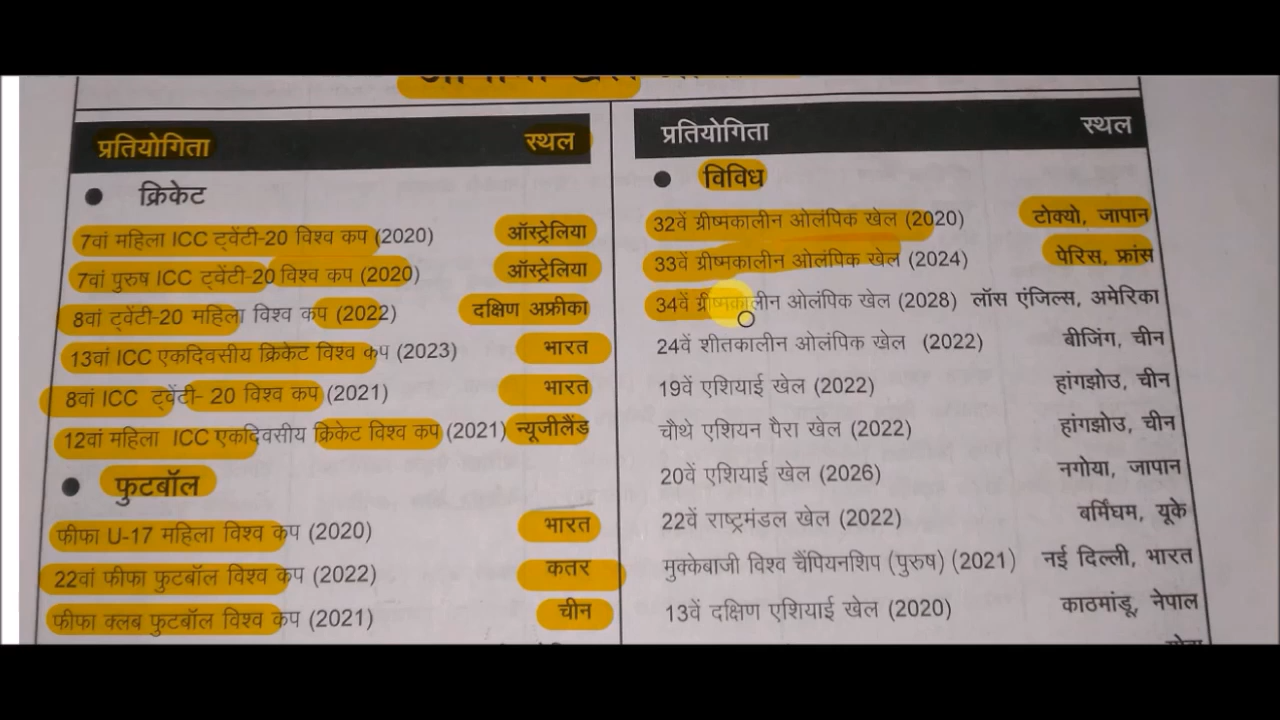 प्रतियोगिता स्थल
● क्रिकेट
7वां महिला ICC ट्वेंटी-20 विश्व कप (2020) ऑस्ट्रेलिया
7वां पुरुष ICC ट्वेंटी-20 विश्व कप (2020) ऑस्ट्रेलिया
8वां ट्वेंटी-20 महिला विश्व कप (2022) दक्षिण अफ्रीका
13वां ICC एकदिवसीय क्रिकेट विश्व कप (2023) भारत
8वां ICC ट्वेंटी- 20 विश्व कप (2021) भारत
12वां महिला ICC एकदिवसीय क्रिकेट विश्व कप (2021) न्यूजीलैंड
● फुटबॉल
फीफा U-17 महिला विश्व कप (2020) भारत
22वां फीफा फुटबॉल विश्व कप (2022) कतर
फीफा क्लब फुटबॉल विश्व कप (2021) चीन
प्रतियोगिता स्थल
● विविध
32वें ग्रीष्मकालीन ओलंपिक खेल (2020) टोक्यो, जापान
33वें ग्रीष्मकालीन ओलंपिक खेल (2024) पेरिस, फ्रांस
34वें ग्रीष्मकालीन ओलंपिक खेल (2028) लॉस एंजिल्स, अमेरिका
24वें शीतकालीन ओलंपिक खेल (2022) बीजिंग, चीन
19वें एशियाई खेल (2022) हांगझोउ, चीन
चौथे एशियन पैरा खेल (2022) हांगझोउ, चीन
20वें एशियाई खेल (2026) नगोया, जापान
22वें राष्ट्रमंडल खेल (2022) बर्मिंघम, यूके
मुक्केबाजी विश्व चैंपियनशिप (पुरुष) (2021) नई दिल्ली, भारत
13वें दक्षिण एशियाई खेल (2020) काठमांडू, नेपाल